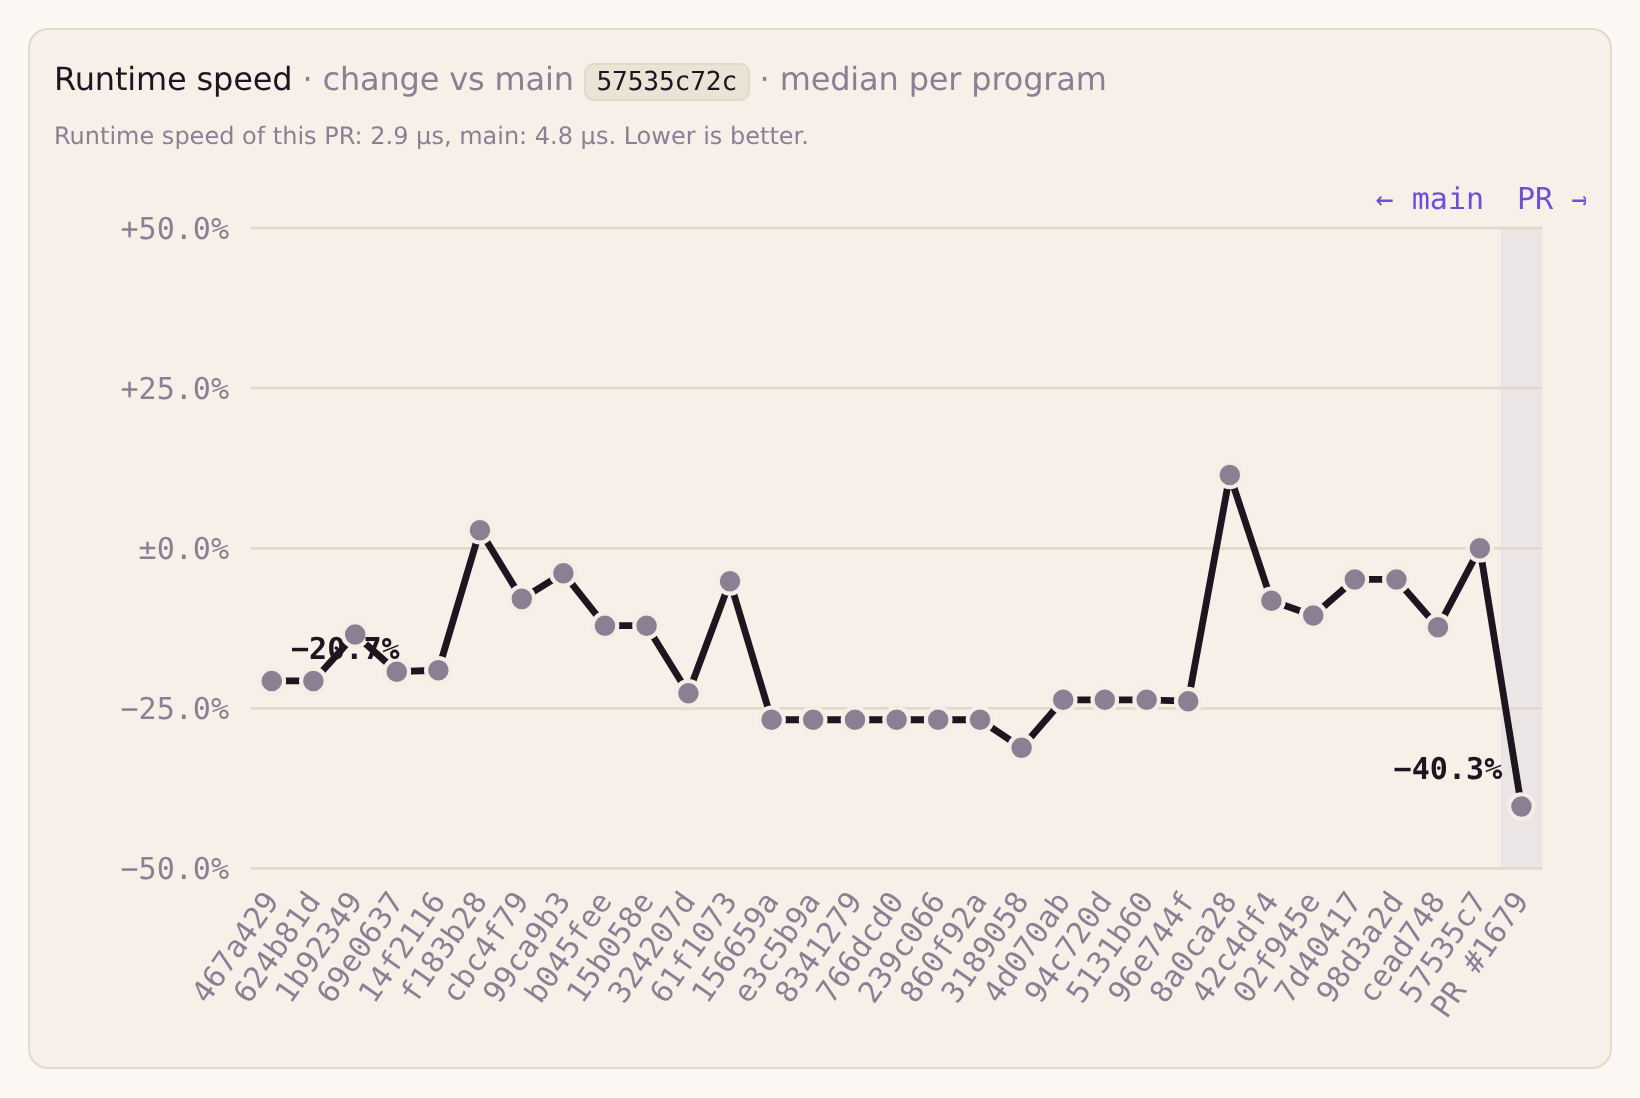 Runtime speed · change vs main 57535c72c · median per program
Runtime speed of this PR: 2.9 µs, main: 4.8 µs. Lower is better.
← main PR →
+50.0%
+25.0%
±0.0%
−25.0%
−50.0%
−20.7%
−40.3%
467a429
624b81d
1b92349
69e0637
14f2116
f183b28
cbc4f79
99ca9b3
b045fee
15b058e
324207d
61f1073
156659a
e3c5b9a
8341279
766dcd0
239c066
860f92a
3189058
4d070ab
94c720d
5131b60
96e744f
8a0ca28
42c4df4
02f945e
7d40417
98d3a2d
cead748
57535c7
PR #1679